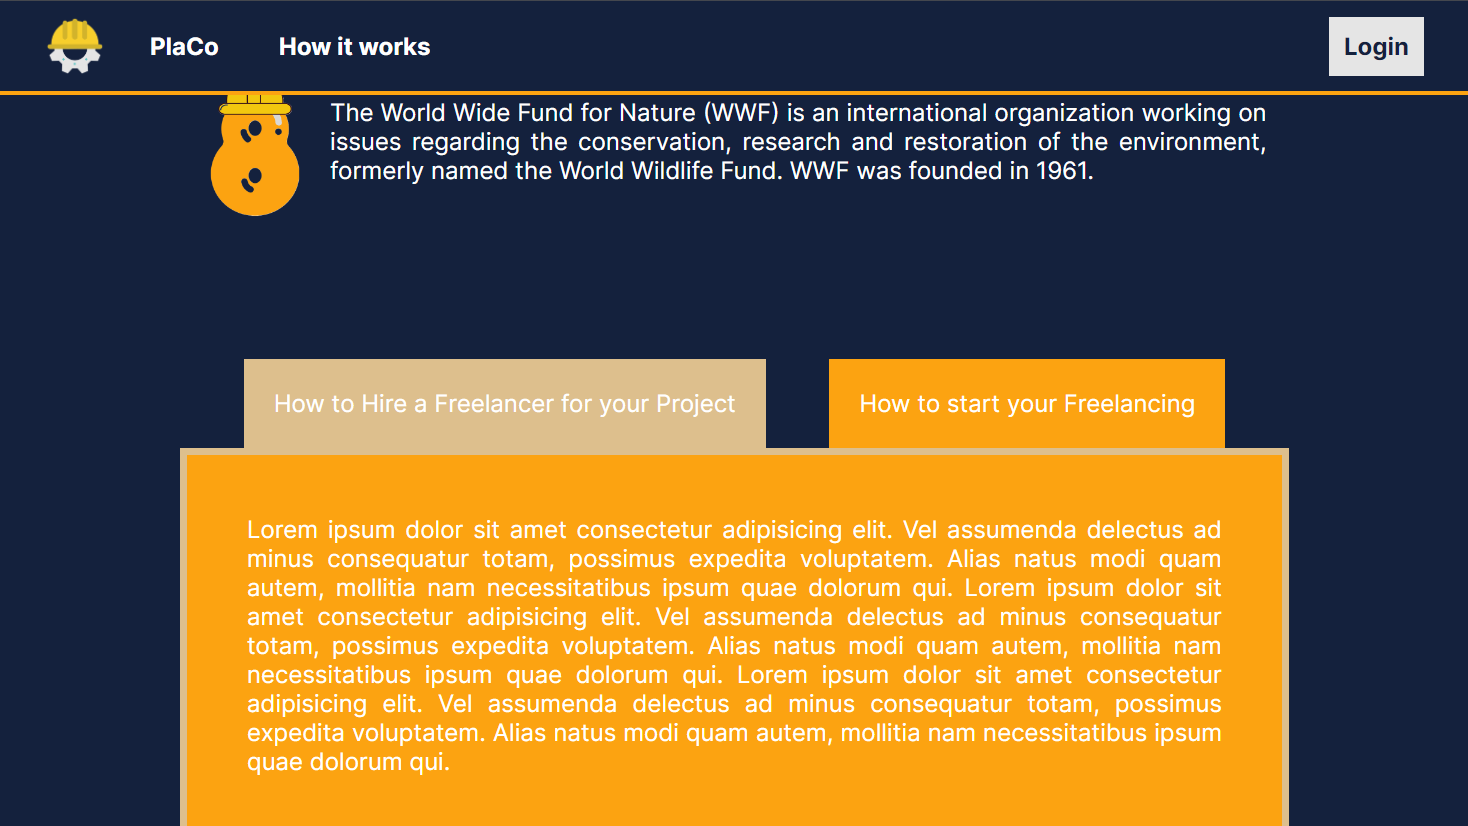 PlaCo How it works Login
The World Wide Fund for Nature (WWF) is an international organization working on
issues regarding the conservation, research and restoration of the environment,
formerly named the World Wildlife Fund. WWF was founded in 1961.
How to Hire a Freelancer for your Project How to start your Freelancing
Lorem ipsum dolor sit amet consectetur adipisicing elit. Vel assumenda delectus ad
minus consequatur totam, possimus expedita voluptatem. Alias natus modi quam
autem, mollitia nam necessitatibus ipsum quae dolorum qui. Lorem ipsum dolor sit
amet consectetur adipisicing elit. Vel assumenda delectus ad minus consequatur
totam, possimus expedita voluptatem. Alias natus modi quam autem, mollitia nam
necessitatibus ipsum quae dolorum qui. Lorem ipsum dolor sit amet consectetur
adipisicing elit. Vel assumenda delectus ad minus consequatur totam, possimus
expedita voluptatem. Alias natus modi quam autem, mollitia nam necessitatibus ipsum
quae dolorum qui.